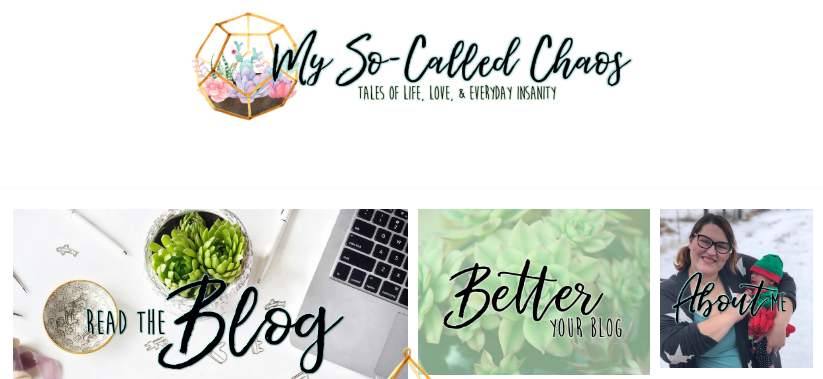 My So-Called Chaos
TALES OF LIFE, LOVE, & EVERYDAY INSANITY
READ THE Blog
Better
YOUR BLOG
About ME